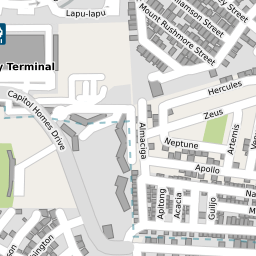 Lapu-lapu
Williamson Street
Mount Rushmore Street
y Terminal
Capitol Homes Drive
Hercules
Zeus
Almaciga
Artemis
Neptune
Apollo
Apitong
Acacia
Guijo